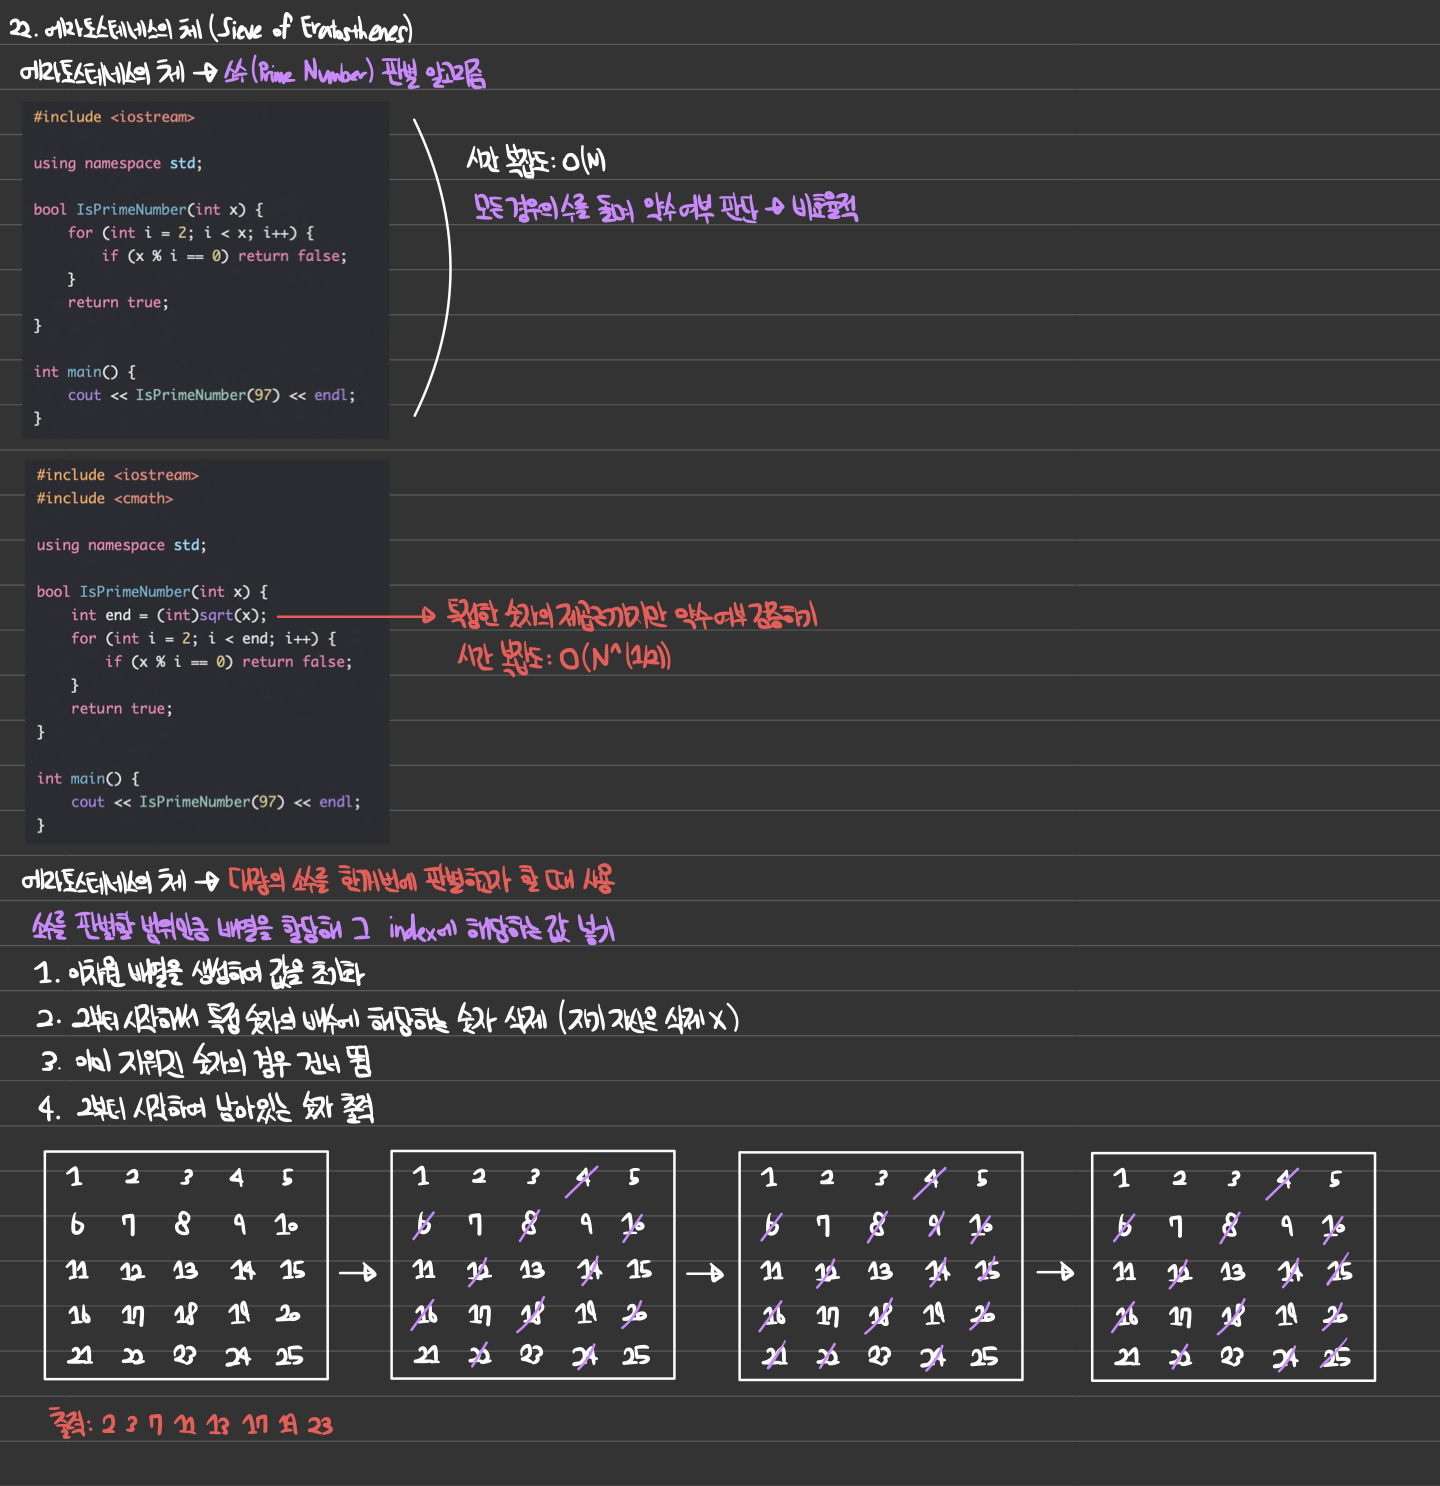 22. 에라토스테네스의 체 (Sieve of Eratosthenes)
에라토스테네스의 체 → 소수(Prime Number) 판별 알고리즘
#include <iostream>
using namespace std;
bool IsPrimeNumber(int x) {
for (int i = 2; i < x; i++) {
if (x % i == 0) return false;
}
return true;
}
int main() {
cout << IsPrimeNumber(97) << endl;
}
시간 복잡도: O(N)
모든 경우의 수를 돌며 약수 여부 판단 → 비효율적
#include <iostream>
#include <cmath>
using namespace std;
bool IsPrimeNumber(int x) {
int end = (int)sqrt(x);
for (int i = 2; i < end; i++) {
if (x % i == 0) return false;
}
return true;
}
int main() {
cout << IsPrimeNumber(97) << endl;
}
→ 특정한 숫자의 제곱근까지만 약수 여부 검증하기
시간 복잡도: O(N^(1/2))
에라토스테네스의 체 → 대량의 소수를 한꺼번에 판별하고자 할 때 사용
소수를 판별할 범위만큼 배열을 할당해 그 index에 해당하는 값 넣기
1. 이차원 배열을 생성하여 값을 초기화
2. 2부터 시작해서 특정 숫자의 배수에 해당하는 숫자 삭제 (자기 자신은 삭제 X)
3. 이미 지워진 숫자의 경우 건너 뜀
4. 2부터 시작하여 남아있는 숫자 출력
1 2 3 4 5
6 7 8 9 10
11 12 13 14 15
16 17 18 19 20
21 22 23 24 25
→
1 2 3 4 5
6 7 8 9 10
11 12 13 14 15
16 17 18 19 20
21 22 23 24 25
→
1 2 3 4 5
6 7 8 9 10
11 12 13 14 15
16 17 18 19 20
21 22 23 24 25
→
1 2 3 4 5
6 7 8 9 10
11 12 13 14 15
16 17 18 19 20
21 22 23 24 25
출력: 2 3 7 11 13 17 19 23